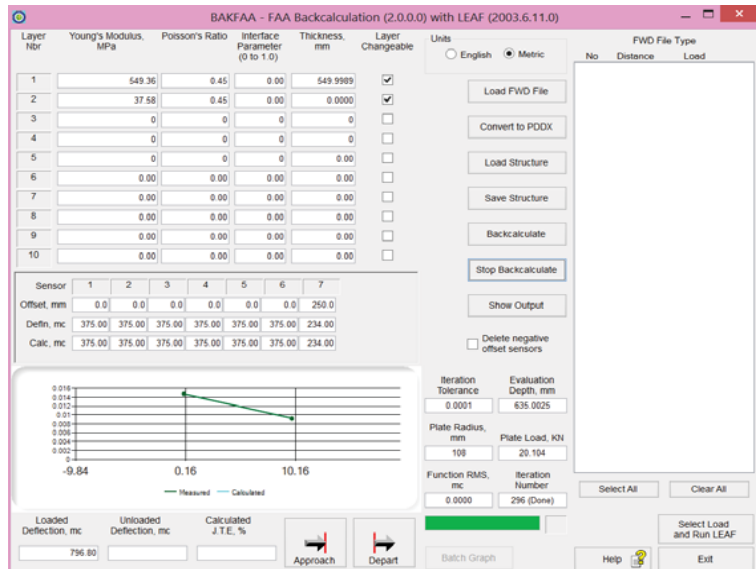 BAKFAA - FAA Backcalculation (2.0.0.0) with LEAF (2003.6.11.0)
Layer Nbr Young's Modulus, MPa Poisson's Ratio Interface Parameter (0 to 1.0) Thickness, mm Layer Changeable
1 549.36 0.45 0.00 549.9989
2 37.58 0.45 0.00 0.0000
3 0 0 0 0
4 0 0 0 0
5 0 0 0 0.00
6 0.00 0.00 0.00 0.00
7 0.00 0.00 0.00 0.00
8 0.00 0.00 0.00 0.00
9 0.00 0.00 0.00 0.00
10 0.00 0.00 0.00 0.00
Sensor 1 2 3 4 5 6 7
Offset, mm 0.0 0.0 0.0 0.0 0.0 0.0 250.0
Defln, mc 375.00 375.00 375.00 375.00 375.00 375.00 234.00
Calc, mc 375.00 375.00 375.00 375.00 375.00 375.00 234.00
0.016
0.014
0.012
0.01
0.008
0.006
0.004
0.002
0
-9.84 0.16 10.16
Measured Calculated
Loaded Deflection, mc Unloaded Deflection, mc Calculated J.T.E, %
796.80
Approach
Depart
Units
English Metric
Load FWD File
Convert to PDDX
Load Structure
Save Structure
Backcalculate
Stop Backcalculate
Show Output
Delete negative offset sensors
Iteration Tolerance Evaluation Depth, mm
0.0001 635.0025
Plate Radius, mm Plate Load, KN
108 20.104
Function RMS, mc Iteration Number
0.0000 296 (Done)
Batch Graph
FWD File Type
No Distance Load
Select All Clear All
Select Load and Run LEAF
Help Exit